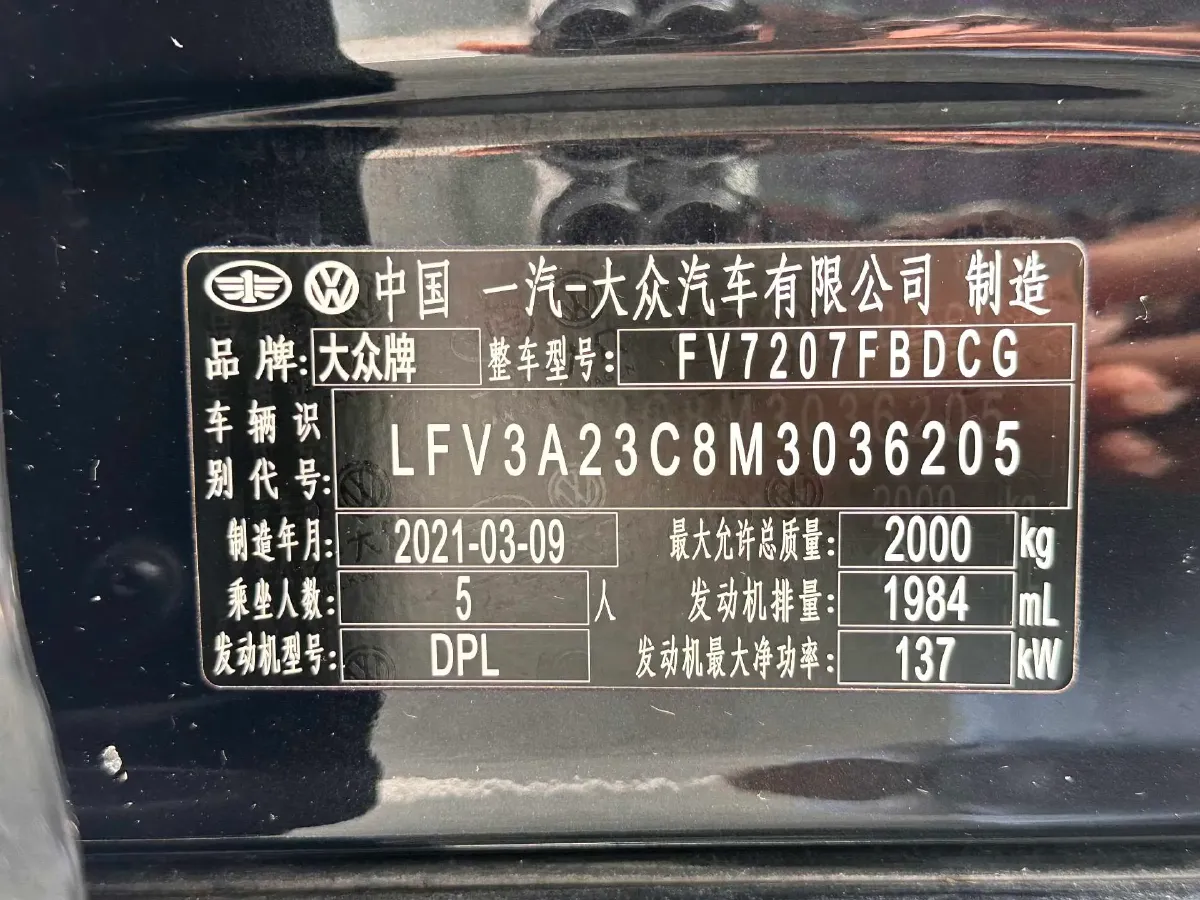 中国 一汽-大众汽车有限公司 制造
品牌: 大众牌 整车型号: FV7207FBDCG
车辆识别代号: LFV3A23C8M3036205
制造年月: 2021-03-09 最大允许总质量: 2000 kg
乘坐人数: 5 人 发动机排量: 1984 mL
发动机型号: DPL 发动机最大净功率: 137 kW